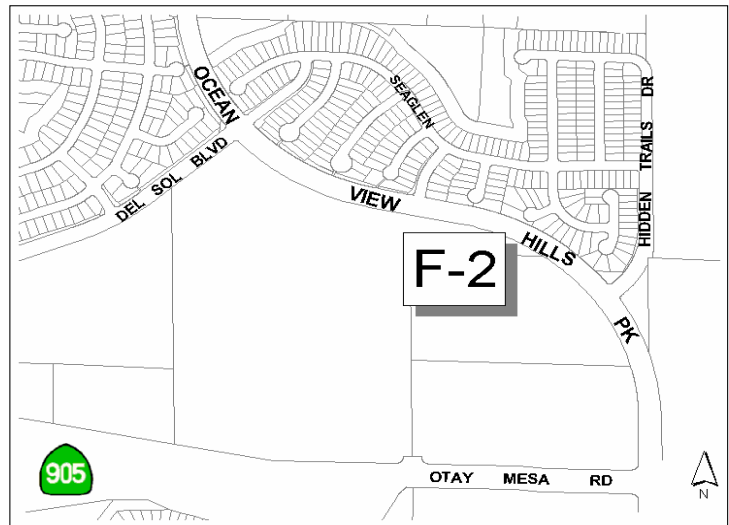 OCEAN
SEAGLEN
DEL SOL BLVD
HIDDEN TRAILS DR
VIEW
HILLS
F-2
PK
905
OTAY MESA RD
N